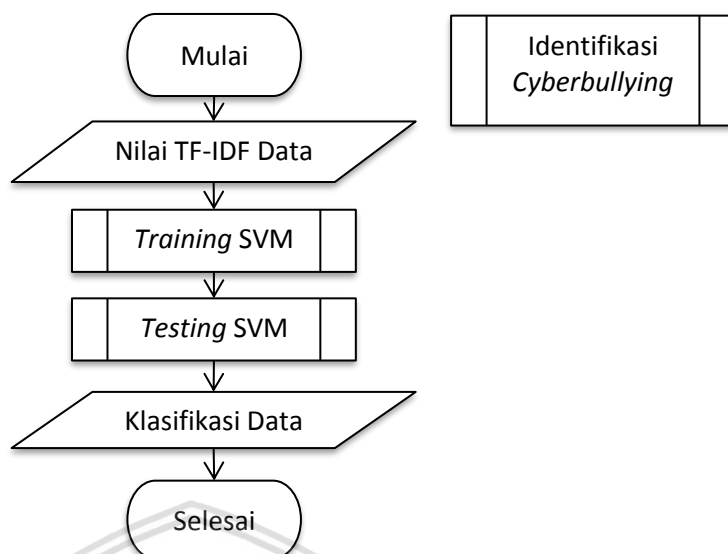 Mulai
Identifikasi
Cyberbullying
Nilai TF-IDF Data
Training SVM
Testing SVM
Klasifikasi Data
Selesai